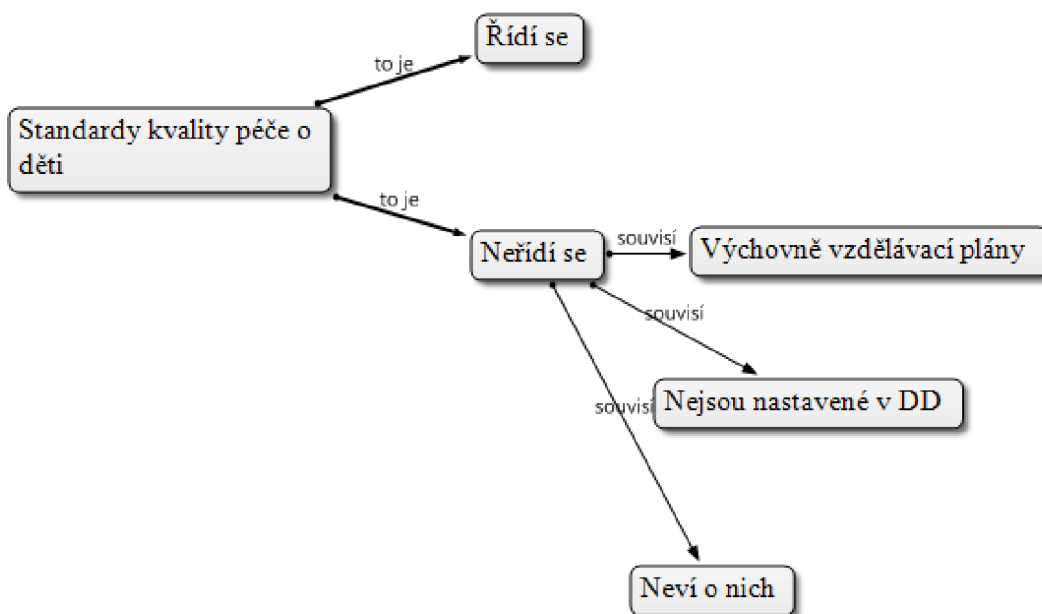 Řídí se
to je
Standardy kvality péče o
děti
to je
Neřídí se
souvisí
Výchovně vzdělávací plány
souvisí
Nejsou nastavené v DD
souvisí
Neví o nich